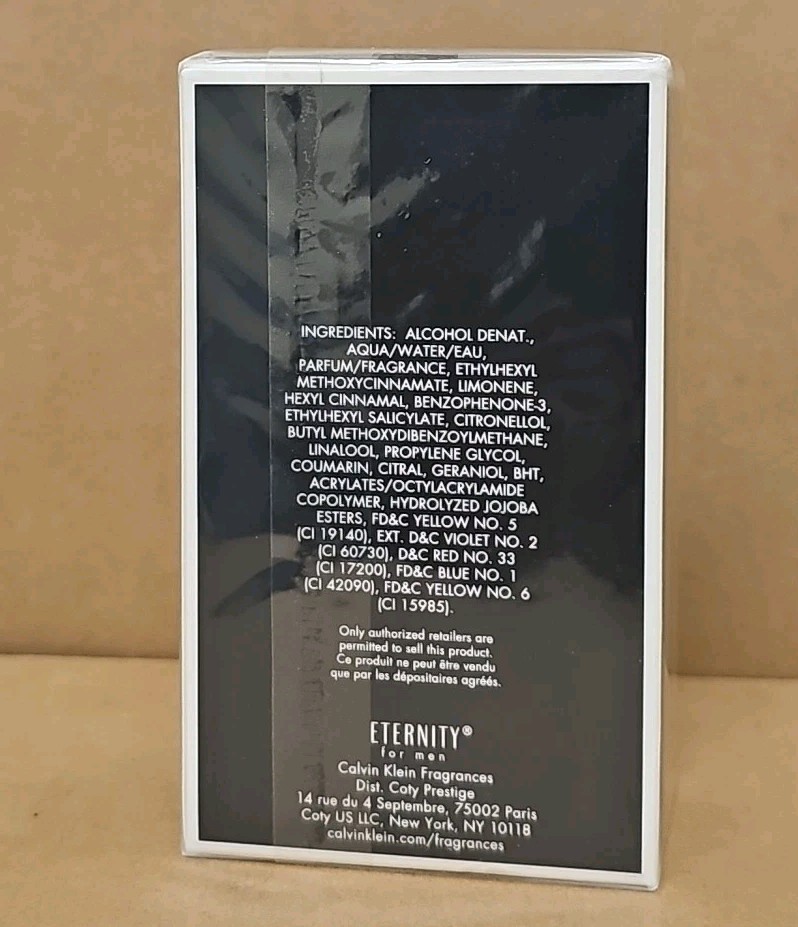 INGREDIENTS: ALCOHOL DENAT.,
AQUA/WATER/EAU,
PARFUM/FRAGRANCE, ETHYLHEXYL
METHOXYCINNAMATE, LIMONENE,
HEXYL CINNAMAL, BENZOPHENONE-3,
ETHYLHEXYL SALICYLATE, CITRONELLOL,
BUTYL METHOXYDIBENZOYLMETHANE,
LINALOOL, PROPYLENE GLYCOL,
COUMARIN, CITRAL, GERANIOL, BHT,
ACRYLATES/OCTYLACRYLAMIDE
COPOLYMER, HYDROLYZED JOJOBA
ESTERS, FD&C YELLOW NO. 5
(CI 19140), EXT. D&C VIOLET NO. 2
(CI 60730), D&C RED NO. 33
(CI 17200), FD&C BLUE NO. 1
(CI 42090), FD&C YELLOW NO. 6
(CI 15985).
Only authorized retailers are
permitted to sell this product.
Ce produit ne peut être vendu
que par les dépositaires agréés.
ETERNITY®
for men
Calvin Klein Fragrances
Dist. Coty Prestige
14 rue du 4 Septembre, 75002 Paris
Coty US LLC, New York, NY 10118
calvinklein.com/fragrances